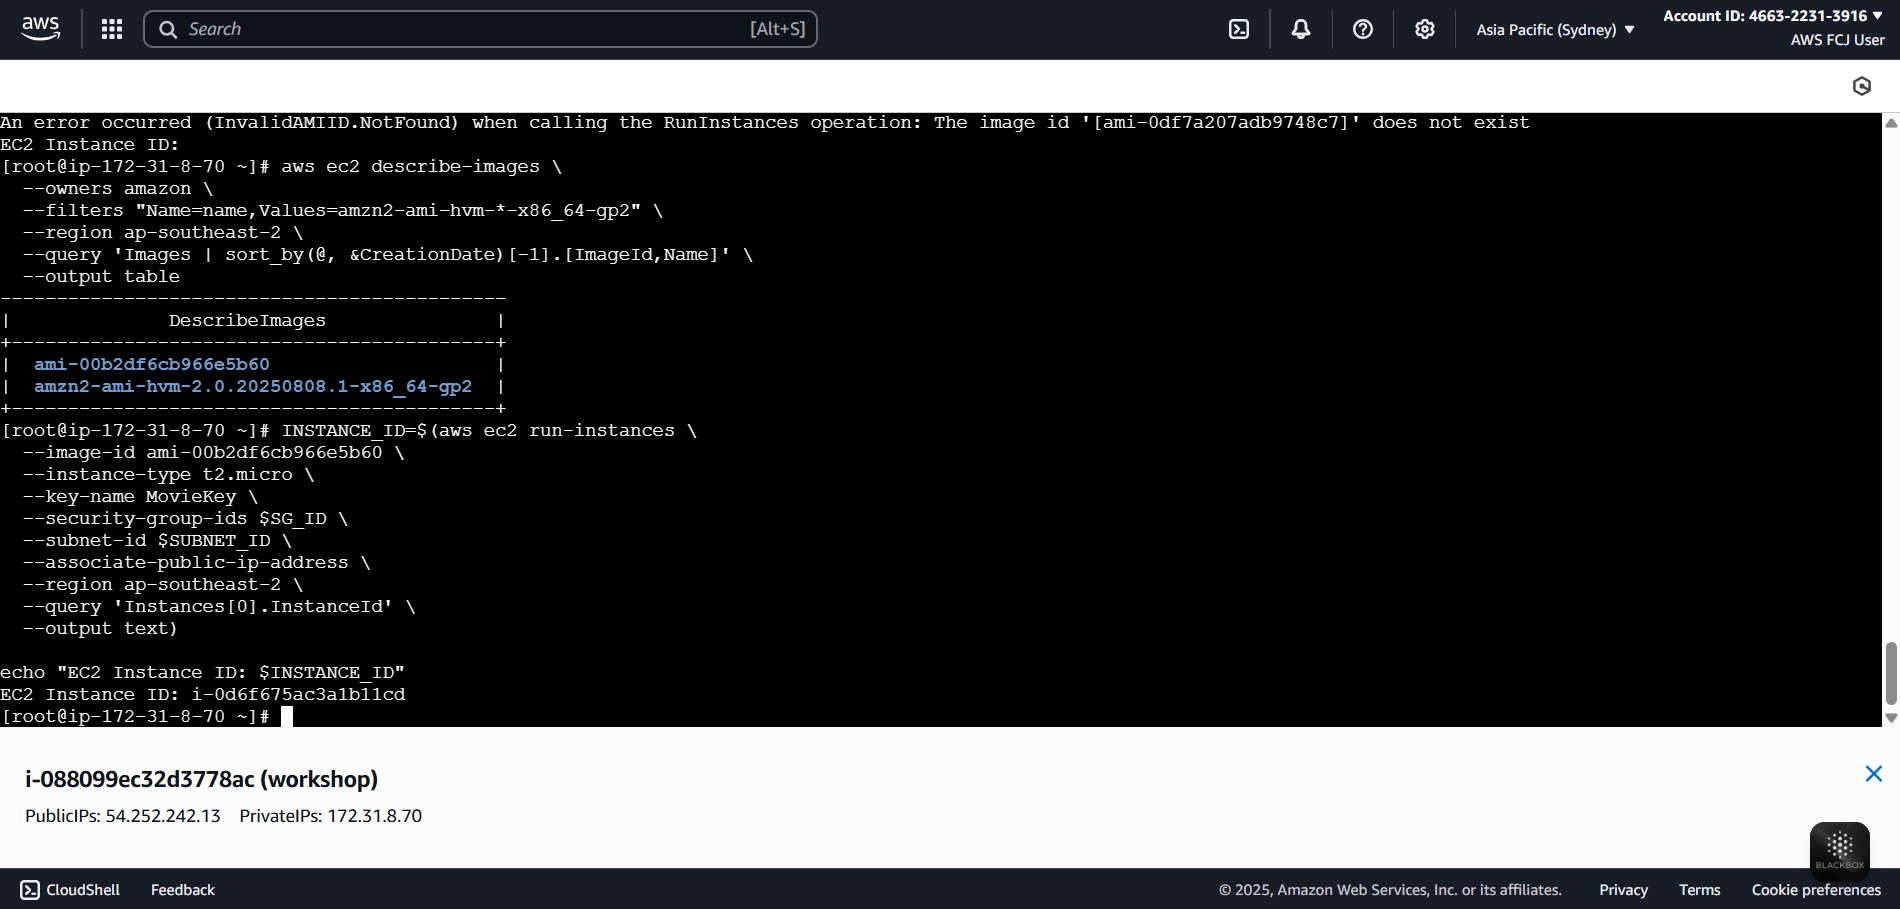 aws
Search [Alt+S]
Asia Pacific (Sydney)
Account ID: 4663-2231-3916
AWS FCJ User
An error occurred (InvalidAMIID.NotFound) when calling the RunInstances operation: The image id '[ami-0df7a207adb9748c7]' does not exist
EC2 Instance ID:
[root@ip-172-31-8-70 ~]# aws ec2 describe-images \
--owners amazon \
--filters "Name=name,Values=amzn2-ami-hvm-*-x86_64-gp2" \
--region ap-southeast-2 \
--query 'Images | sort_by(@, &CreationDate)[-1].[ImageId,Name]' \
--output table
-------------------------------------------
|              DescribeImages               |
+-------------------------------------------+
|  ami-00b2df6cb966e5b60                    |
|  amzn2-ami-hvm-2.0.20250808.1-x86_64-gp2  |
+-------------------------------------------+
[root@ip-172-31-8-70 ~]# INSTANCE_ID=$(aws ec2 run-instances \
--image-id ami-00b2df6cb966e5b60 \
--instance-type t2.micro \
--key-name MovieKey \
--security-group-ids $SG_ID \
--subnet-id $SUBNET_ID \
--associate-public-ip-address \
--region ap-southeast-2 \
--query 'Instances[0].InstanceId' \
--output text)
echo "EC2 Instance ID: $INSTANCE_ID"
EC2 Instance ID: i-0d6f675ac3a1b11cd
[root@ip-172-31-8-70 ~]#
i-088099ec32d3778ac (workshop)
PublicIPs: 54.252.242.13 PrivateIPs: 172.31.8.70
BLACKBOX
CloudShell Feedback © 2025, Amazon Web Services, Inc. or its affiliates. Privacy Terms Cookie preferences